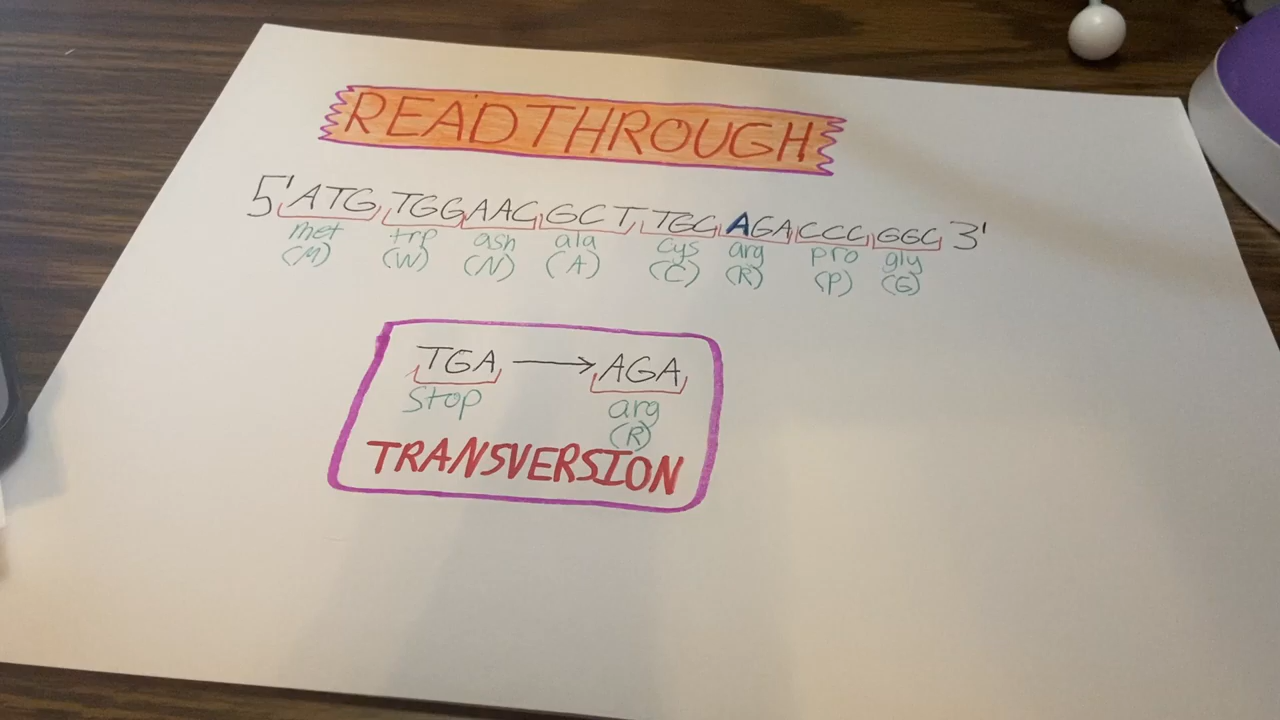 READTHROUGH
5' ATG TGG AAC GCT TGC AGA CCC GGC 3'
met trp asn ala cys arg pro gly
(M) (W) (N) (A) (C) (R) (P) (G)
TGA → AGA
Stop arg
(R)
TRANSVERSION